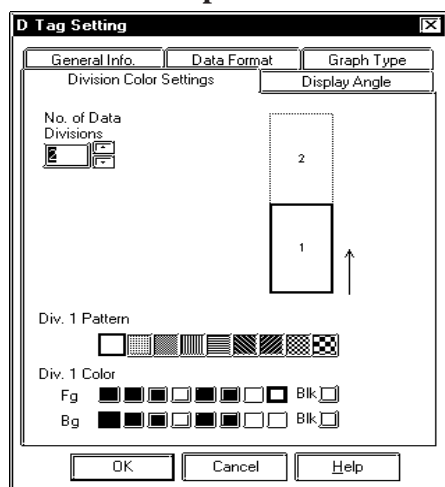 D Tag Setting
General Info. Data Format Graph Type
Division Color Settings Display Angle
No. of Data
Divisions
2
2
1
Div. 1 Pattern
Div. 1 Color
Fg Blk
Bg Blk
OK Cancel Help